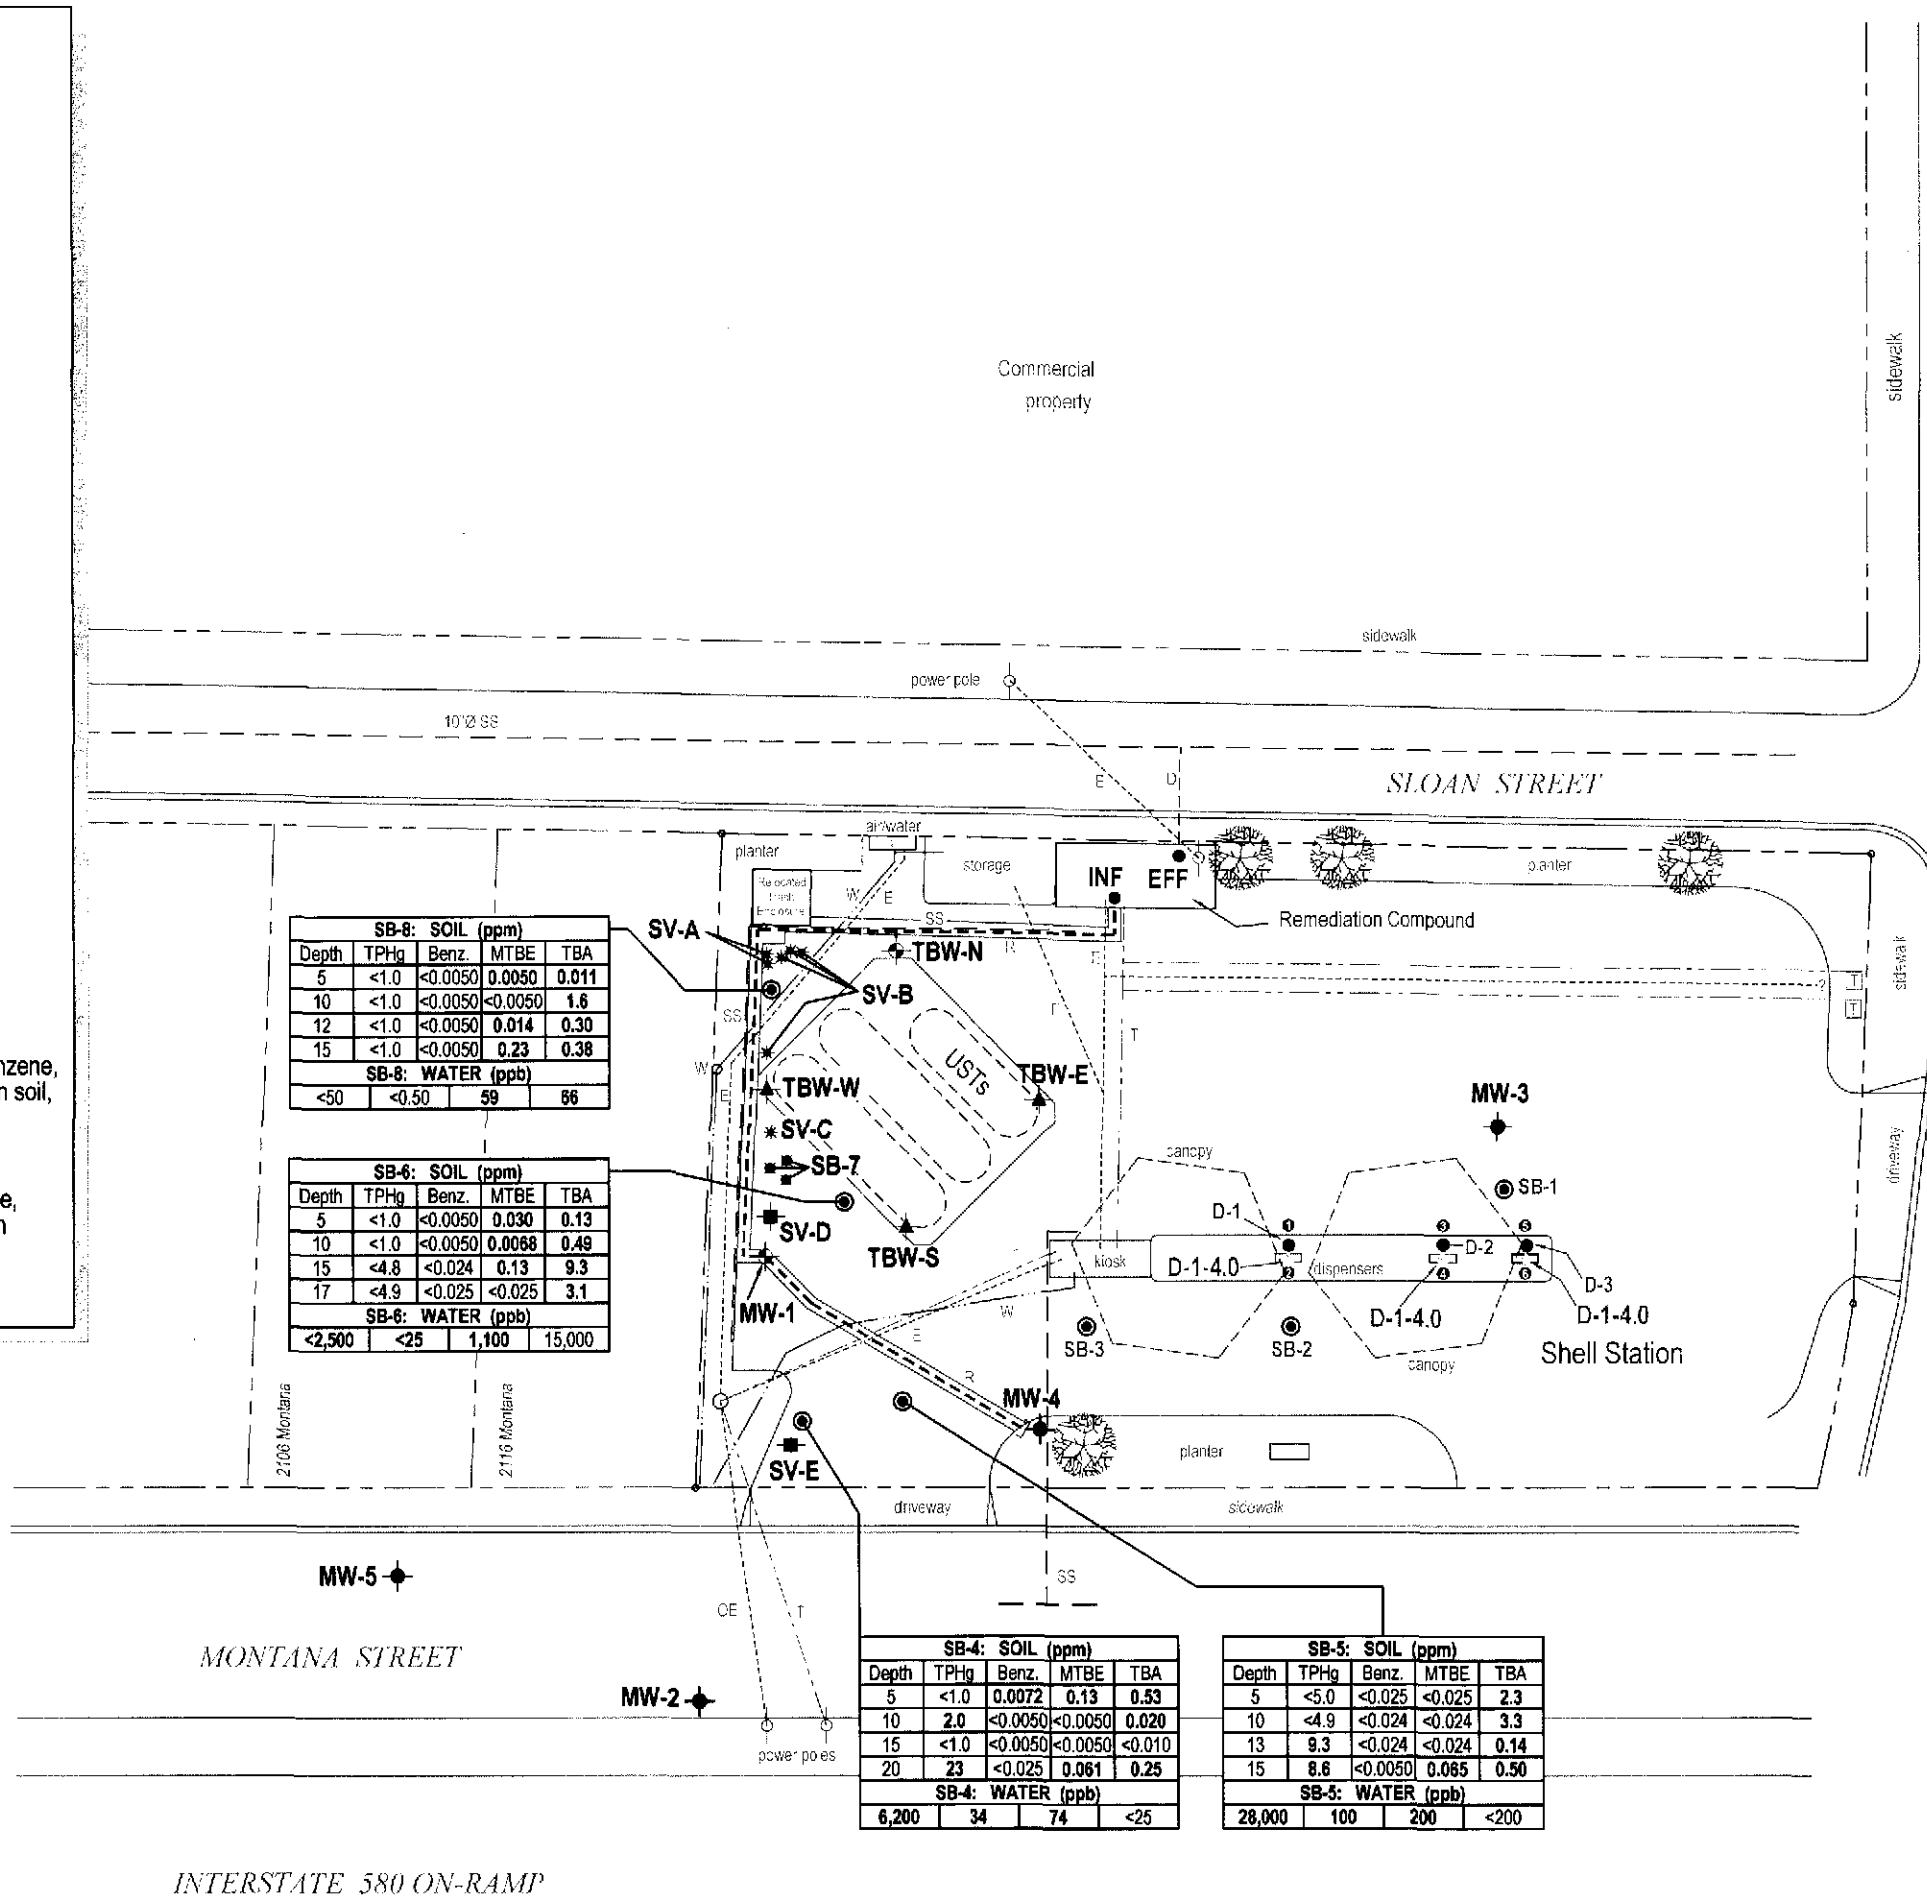 Commercial
property
sidewalk
sidewalk
power pole
10"Ø SS
E
D
SLOAN STREET
air/water
planter
storage
INF
EFF
planter
Relocated
Trash
Enclosure
W
E
SS
Remediation Compound
SB-8: SOIL (ppm)
Depth TPHg Benz. MTBE TBA
5 <1.0 <0.0050 0.0050 0.011
10 <1.0 <0.0050 <0.0050 1.6
12 <1.0 <0.0050 0.014 0.30
15 <1.0 <0.0050 0.23 0.38
SB-8: WATER (ppb)
<50 <0.50 59 66
SV-A
TBW-N
R
E
sidewalk
SV-B
?
T
T
SS
T
nzene,
n soil,
USTs
W
TBW-E
TBW-W
E
MW-3
SV-C
driveway
canopy
SB-7
SB-6: SOIL (ppm)
Depth TPHg Benz. MTBE TBA
5 <1.0 <0.0050 0.030 0.13
10 <1.0 <0.0050 0.0068 0.49
15 <4.8 <0.024 0.13 9.3
17 <4.9 <0.025 <0.025 3.1
SB-6: WATER (ppb)
<2,500 <25 1,100 15,000
e,
n
SB-1
D-1
1
3
5
SV-D
TBW-S
D-2
kiosk
D-1-4.0
2
dispensers
4
6
D-3
MW-1
W
D-1-4.0
D-1-4.0
E
SB-3
SB-2
canopy
Shell Station
R
MW-4
2106 Montana
2116 Montana
planter
SV-E
driveway
sidewalk
MW-5
SS
OE
T
MONTANA STREET
MW-2
power poles
SB-4: SOIL (ppm)
Depth TPHg Benz. MTBE TBA
5 <1.0 0.0072 0.13 0.53
10 2.0 <0.0050 <0.0050 0.020
15 <1.0 <0.0050 <0.0050 <0.010
20 23 <0.025 0.061 0.25
SB-4: WATER (ppb)
6,200 34 74 <25
SB-5: SOIL (ppm)
Depth TPHg Benz. MTBE TBA
5 <5.0 <0.025 <0.025 2.3
10 <4.9 <0.024 <0.024 3.3
13 9.3 <0.024 <0.024 0.14
15 8.6 <0.0050 0.065 0.50
SB-5: WATER (ppb)
28,000 100 200 <200
INTERSTATE 580 ON-RAMP